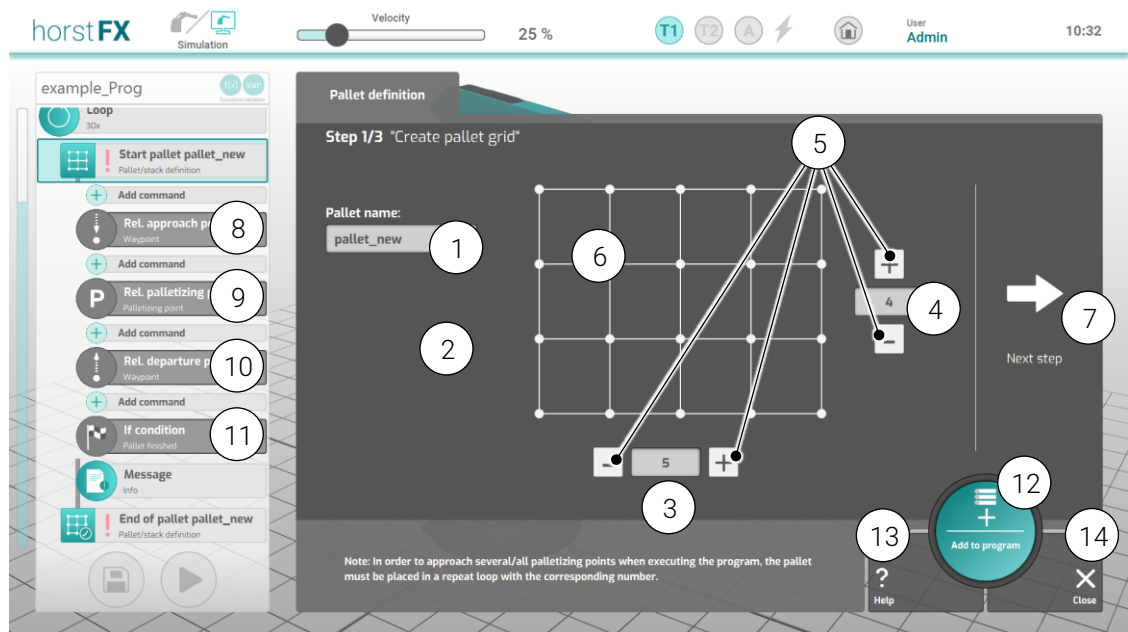 horstFX
Simulation
Velocity
25 %
T1
T2
A
User
Admin
10:32
example_Prog
f(x)
var
Functions/variables
Loop
30x
Start pallet pallet_new
Pallet/stack definition
Add command
Rel. approach p
Waypoint
8
Add command
P
Rel. palletizing
Palletizing point
9
Add command
Rel. departure p
Waypoint
10
Add command
If condition
Pallet finished
11
Message
Info
End of pallet pallet_new
Pallet/stack definition
Pallet definition
Step 1/3 "Create pallet grid"
Pallet name:
pallet_new
1
2
5
6
4
4
7
Next step
5
3
12
Add to program
Note: In order to approach several/all palletizing points when executing the program, the pallet
must be placed in a repeat loop with the corresponding number.
13
?
Help
14
Close